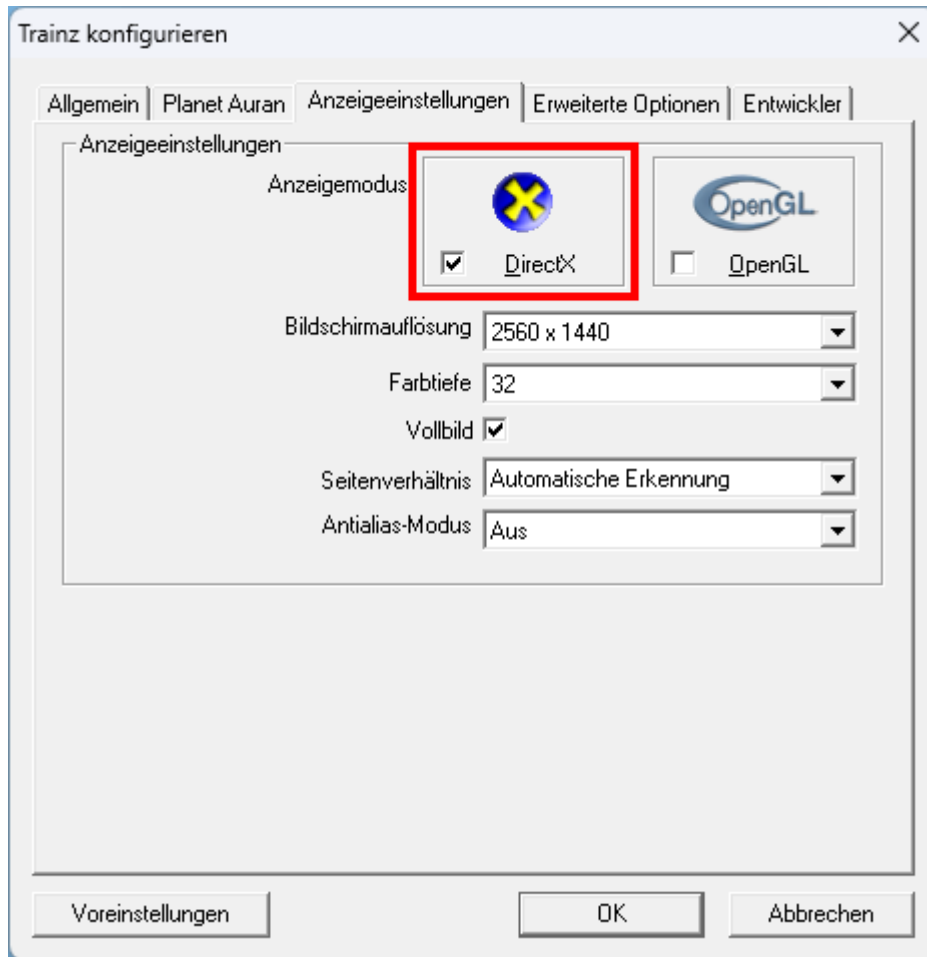 Trainz konfigurieren
Allgemein
Planet Auran
Anzeigeeinstellungen
Erweiterte Optionen
Entwickler
Anzeigeeinstellungen
Anzeigemodus
OpenGL
DirectX
OpenGL
Bildschirmauflösung
2560 x 1440
Farbtiefe
32
Vollbild
Seitenverhältnis
Automatische Erkennung
Antialias-Modus
Aus
Voreinstellungen
OK
Abbrechen